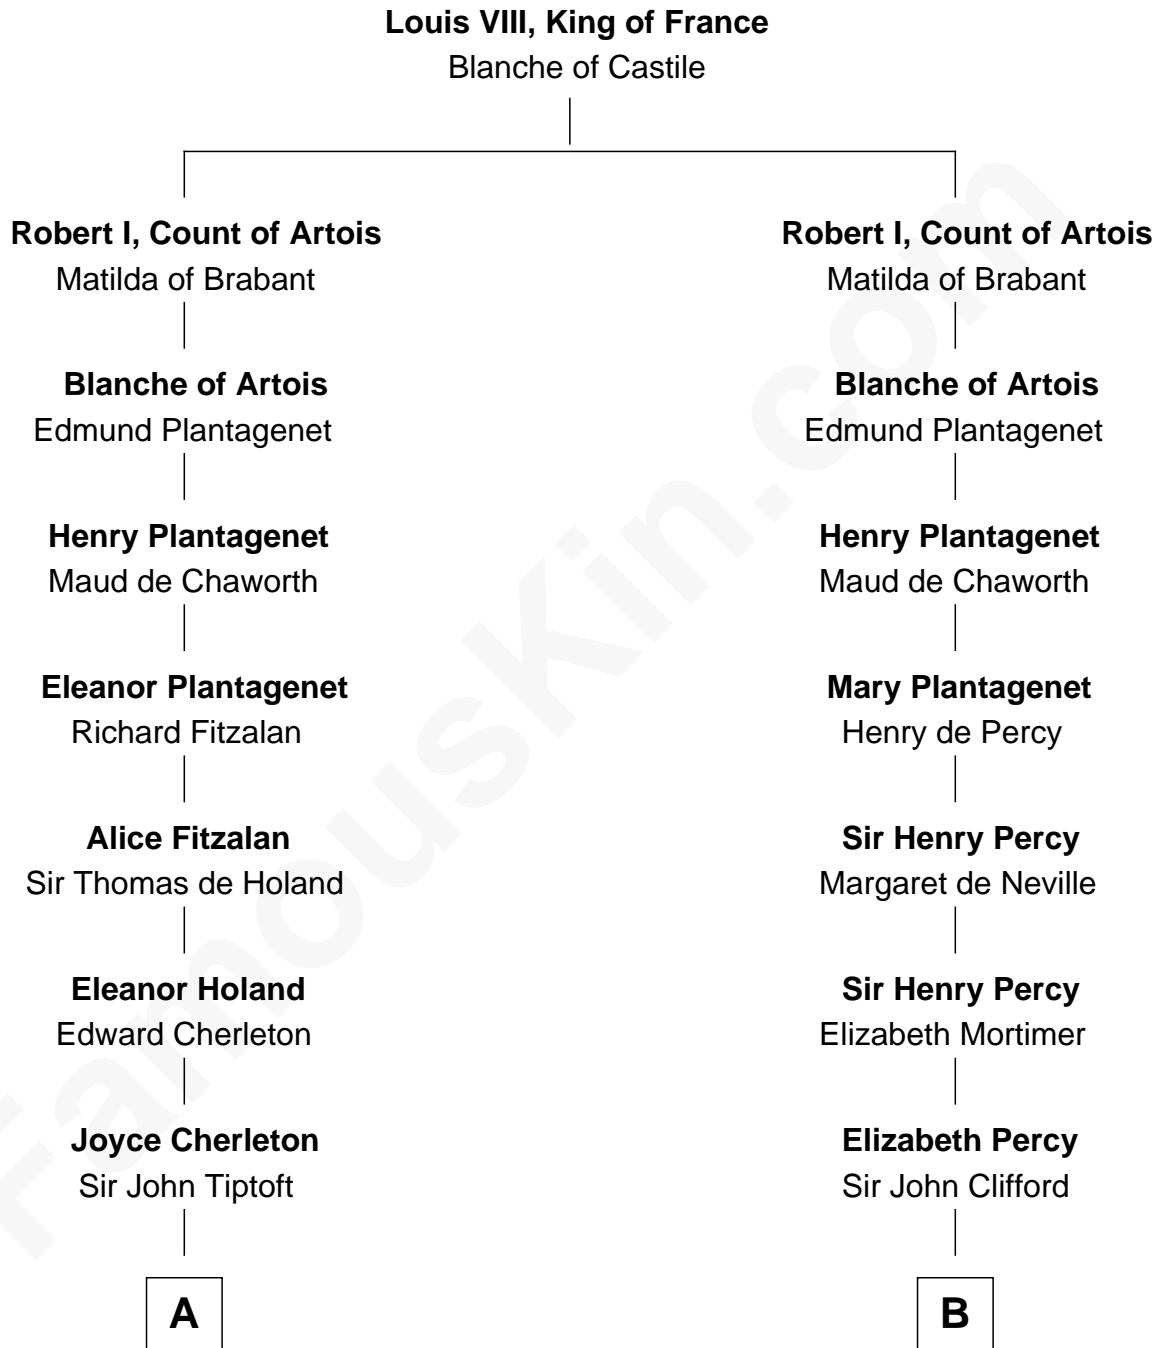 Louis VIII, King of France
Blanche of Castile
Robert I, Count of Artois
Matilda of Brabant
Robert I, Count of Artois
Matilda of Brabant
Blanche of Artois
Edmund Plantagenet
Blanche of Artois
Edmund Plantagenet
Henry Plantagenet
Maud de Chaworth
Henry Plantagenet
Maud de Chaworth
Eleanor Plantagenet
Richard Fitzalan
Mary Plantagenet
Henry de Percy
Alice Fitzalan
Sir Thomas de Holand
Sir Henry Percy
Margaret de Neville
Eleanor Holand
Edward Cherleton
Sir Henry Percy
Elizabeth Mortimer
Joyce Cherleton
Sir John Tiptoft
Elizabeth Percy
Sir John Clifford
A
B
FamousKin.com